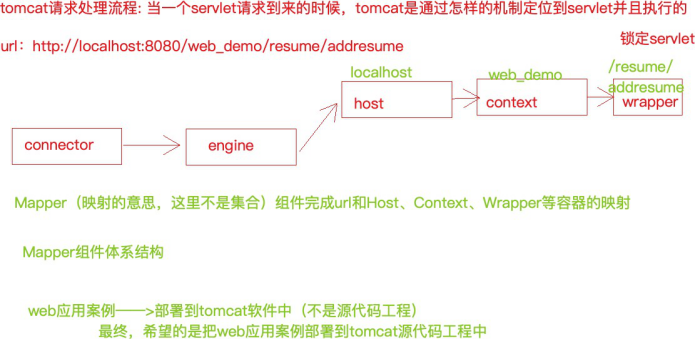 tomcat请求处理流程: 当一个servlet请求到来的时候，tomcat是通过怎样的机制定位到servlet并且执行的
url：http://localhost:8080/web_demo/resume/addresume
锁定servlet
localhost
web_demo
/resume/
addresume
host
context
wrapper
connector
engine
Mapper（映射的意思，这里不是集合）组件完成url和Host、Context、Wrapper等容器的映射
Mapper组件体系结构
web应用案例——>部署到tomcat软件中（不是源代码工程）
最终，希望的是把web应用案例部署到tomcat源代码工程中